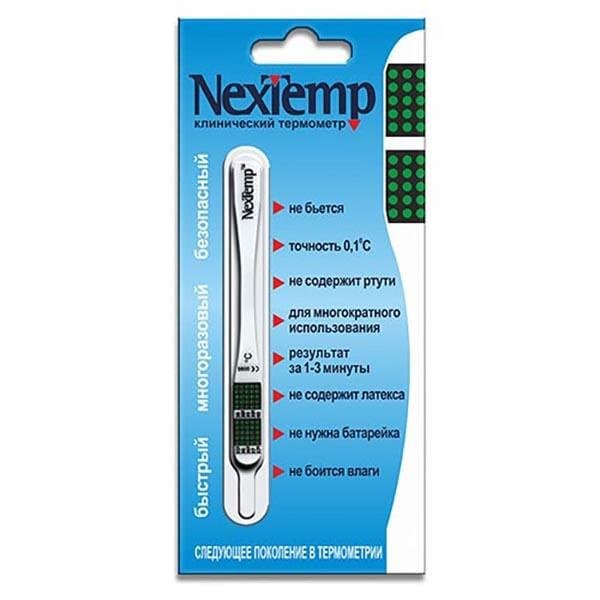 NexTemp
клинический термометр
безопасный
многоразовый
быстрый
NexTemp™
не бьется
точность 0,1°С
не содержит ртути
для многократного
использования
результат
за 1-3 минуты
не содержит латекса
не нужна батарейка
не боится влаги
СЛЕДУЮЩЕЕ ПОКОЛЕНИЕ В ТЕРМОМЕТРИИ